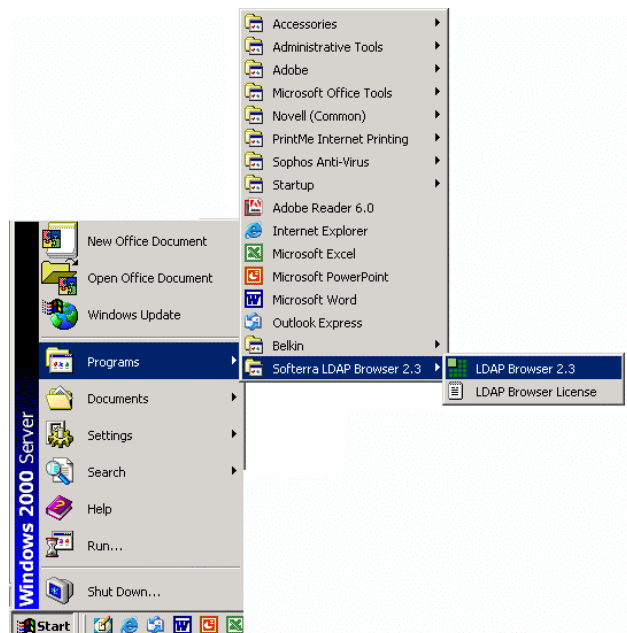 Accessories
Administrative Tools
Adobe
Microsoft Office Tools
Novell (Common)
PrintMe Internet Printing
Sophos Anti-Virus
Startup
Adobe Reader 6.0
Internet Explorer
Microsoft Excel
Microsoft PowerPoint
Microsoft Word
Outlook Express
Belkin
Softerra LDAP Browser 2.3
LDAP Browser 2.3
LDAP Browser License
New Office Document
Open Office Document
Windows Update
Programs
Documents
Settings
Search
Help
Run...
Shut Down...
Windows 2000 Server
Start